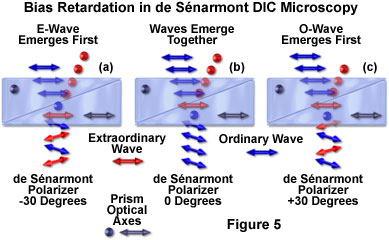 Bias Retardation in de Sénarmont DIC Microscopy
E-Wave
Emerges First
Waves Emerge
Together
O-Wave
Emerges First
(a)
(b)
(c)
Extraordinary
Wave
Ordinary Wave
de Sénarmont
Polarizer
-30 Degrees
de Sénarmont
Polarizer
0 Degrees
de Sénarmont
Polarizer
+30 Degrees
Prism
Optical
Axes
Figure 5